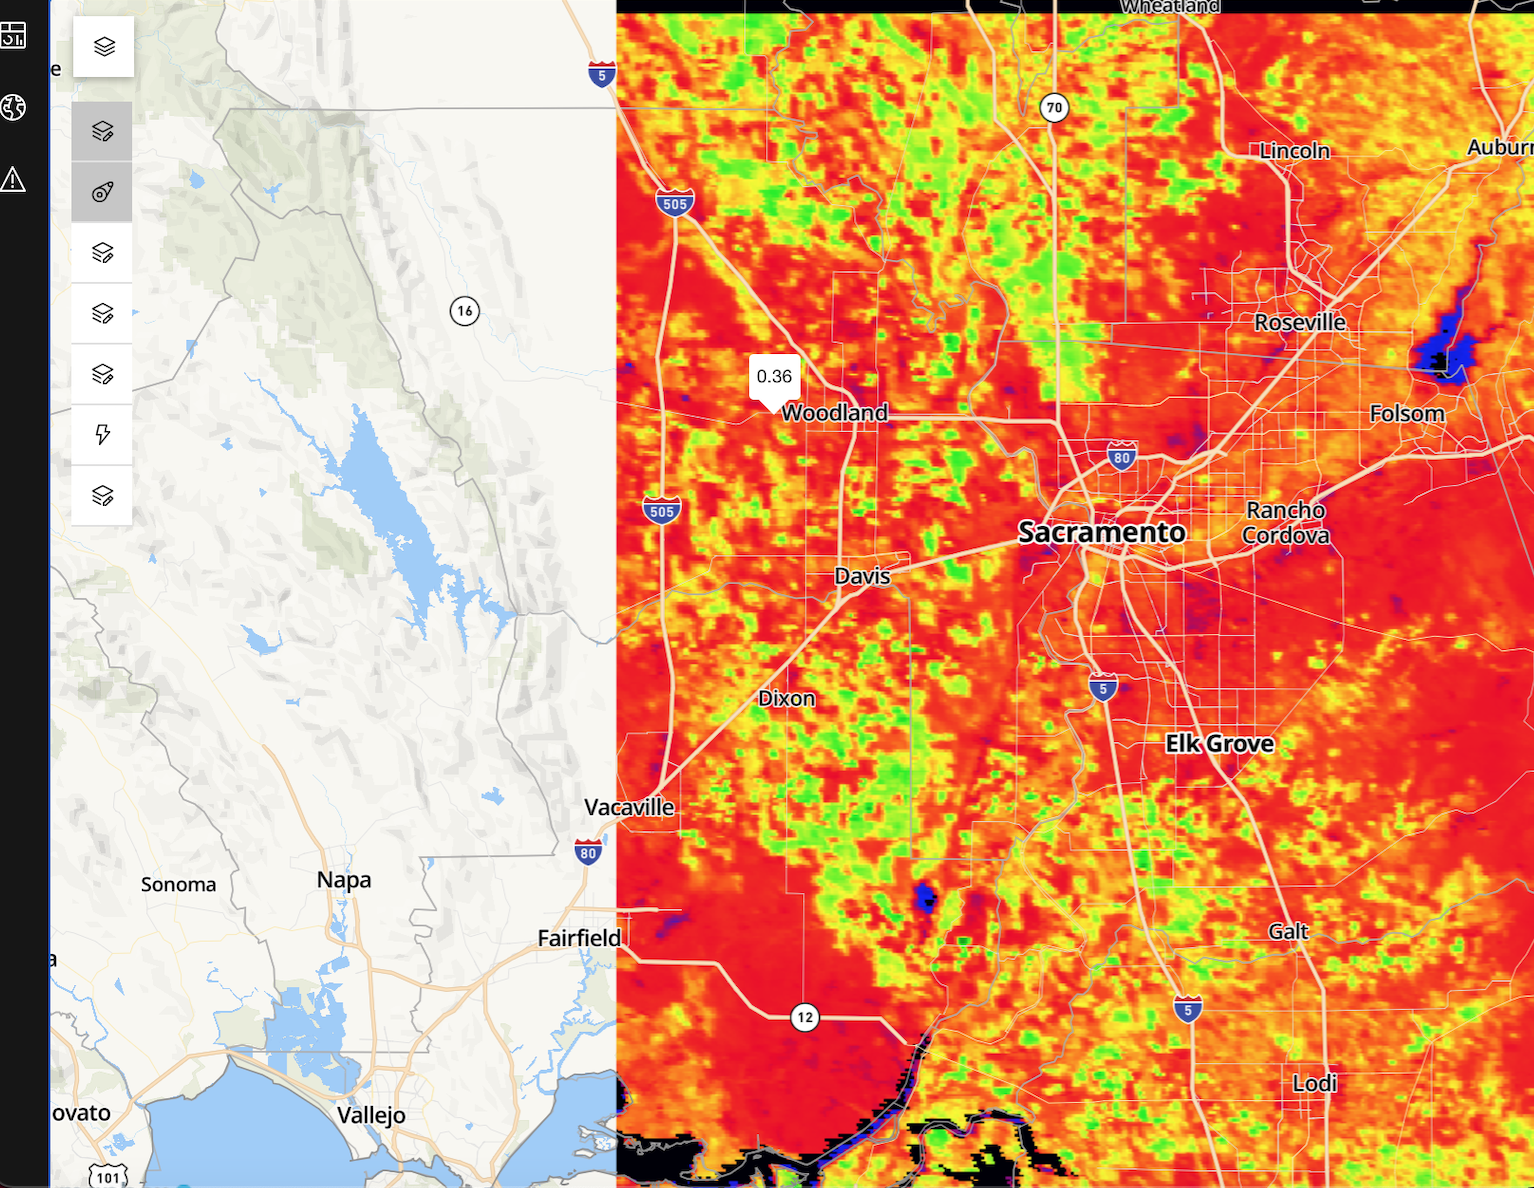 Wheatland
e
5
70
Lincoln
Auburn
505
16
Roseville
0.36
Woodland
Folsom
80
505
Rancho
Cordova
Sacramento
Davis
5
Dixon
Elk Grove
Vacaville
80
Sonoma
Napa
Fairfield
Galt
a
12
5
Lodi
ovato
Vallejo
101